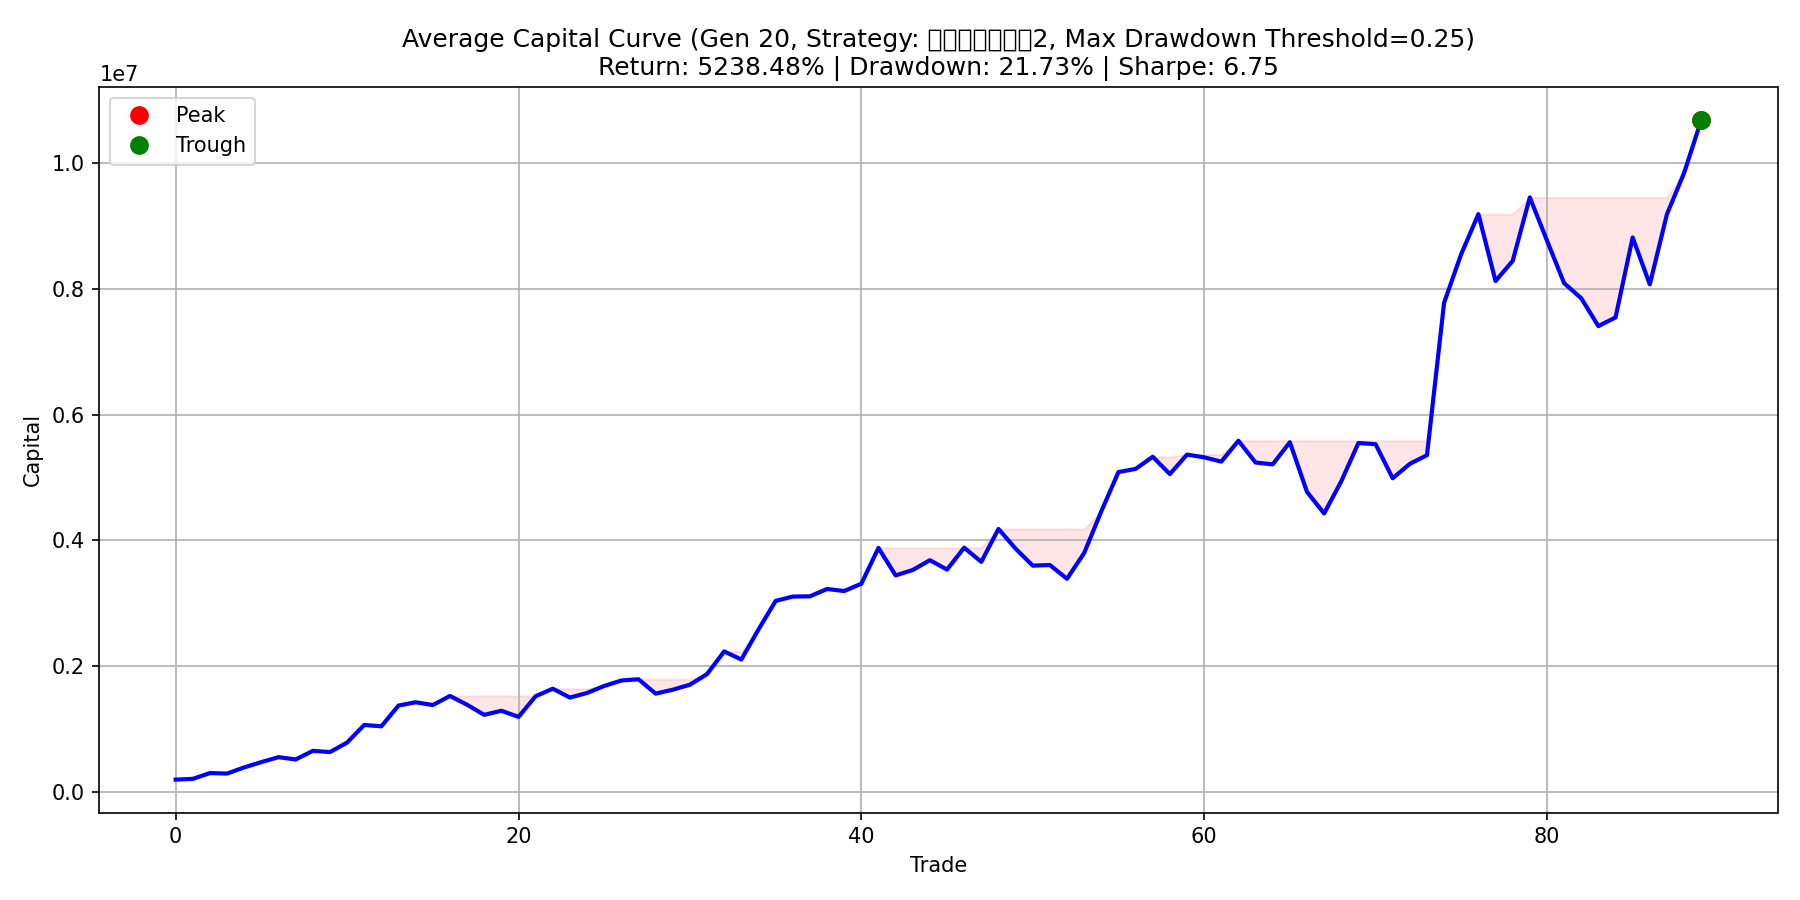 Average Capital Curve (Gen 20, Strategy: 2, Max Drawdown Threshold=0.25)
Return: 5238.48% | Drawdown: 21.73% | Sharpe: 6.75
1e7
Peak
Trough
1.0
0.8
0.6
0.4
0.2
0.0
Capital
0
20
40
60
80
Trade